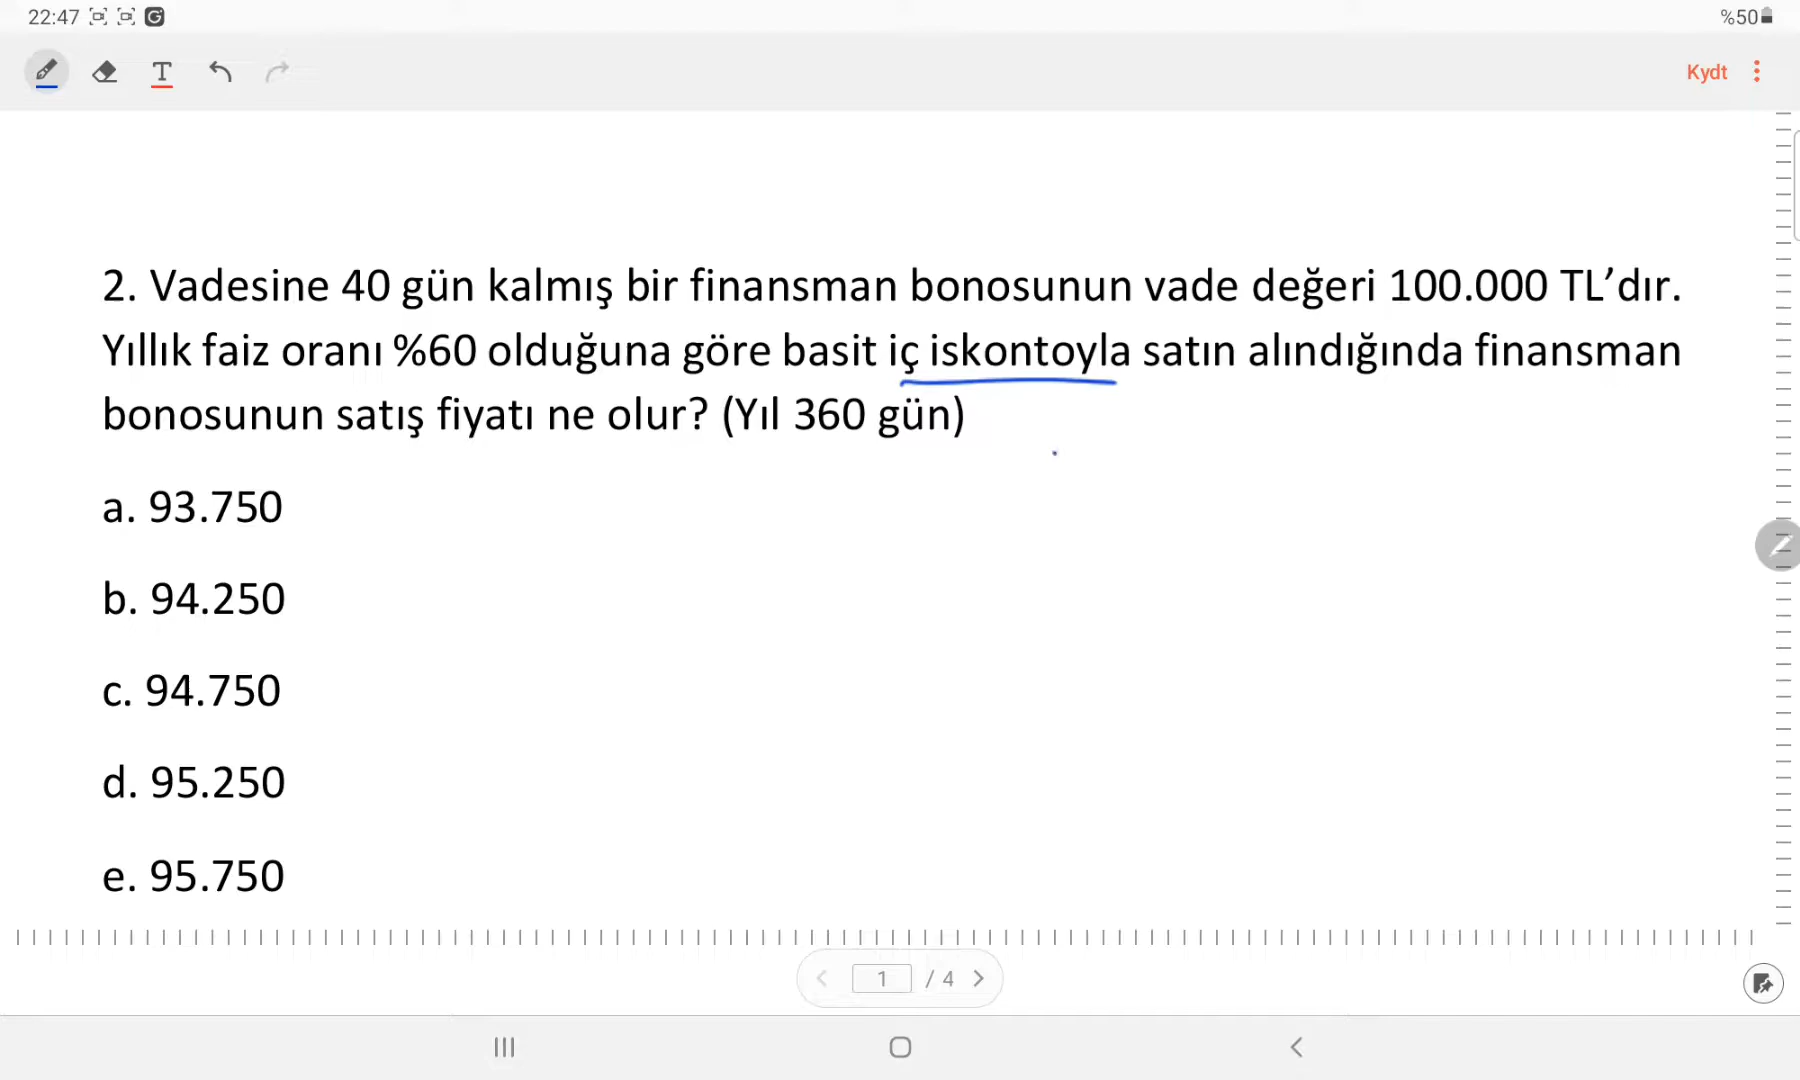 22:47
%50
T
Kydt
2. Vadesine 40 gün kalmış bir finansman bonosunun vade değeri 100.000 TL’dır.
Yıllık faiz oranı %60 olduğuna göre basit iç iskontoyla satın alındığında finansman
bonosunun satış fiyatı ne olur? (Yıl 360 gün)
a. 93.750
b. 94.250
c. 94.750
d. 95.250
e. 95.750
1 / 4